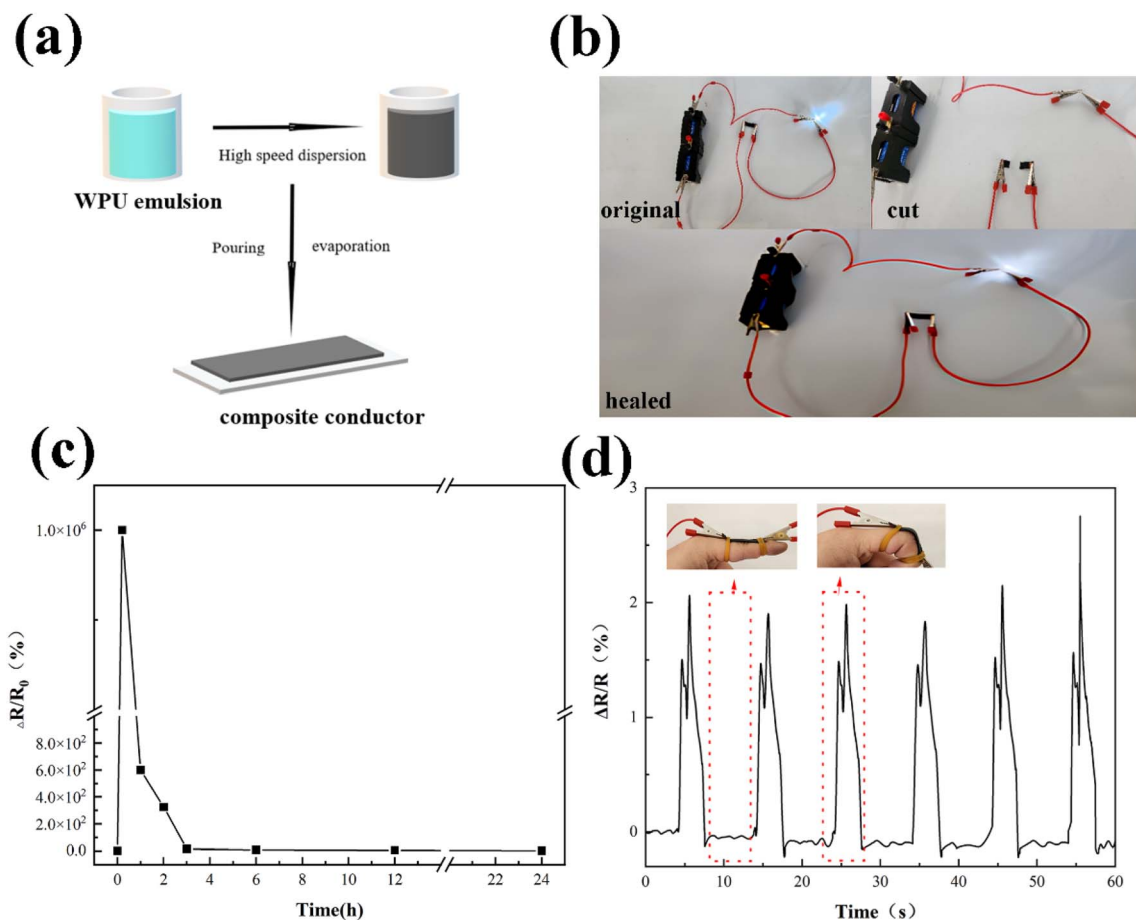 (a)
High speed dispersion
WPU emulsion
Pouring evaporation
composite conductor
(b)
original
cut
healed
(c)
1.0×10⁶
△R/R₀ (%)
8.0×10²
6.0×10²
4.0×10²
2.0×10²
0.0
0 2 4 6 8 10 12 14 22 24
Time(h)
(d)
3
2
1
0
ΔR/R (%)
0 10 20 30 40 50 60
Time (s)